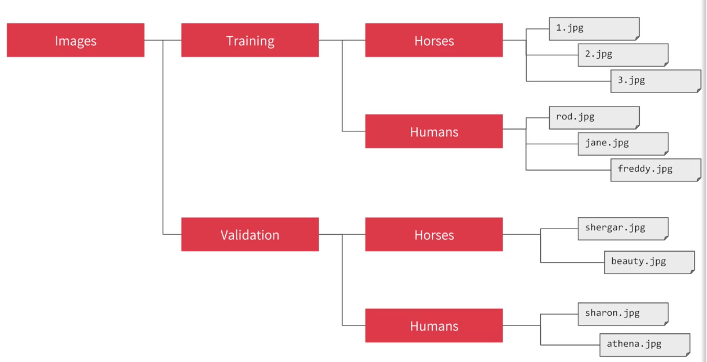 Images
Training
Horses
1.jpg
2.jpg
3.jpg
Humans
rod.jpg
jane.jpg
freddy.jpg
Validation
Horses
shergar.jpg
beauty.jpg
Humans
sharon.jpg
athena.jpg